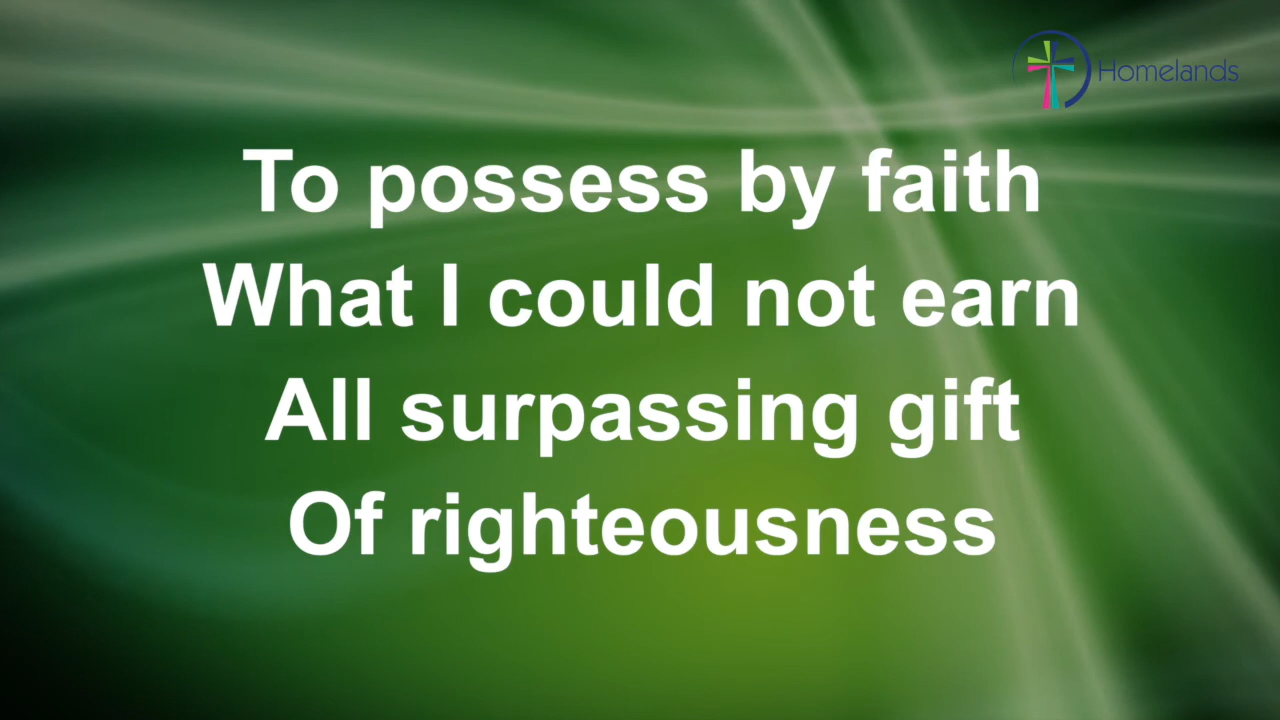 Homelands
To possess by faith
What I could not earn
All surpassing gift
Of righteousness